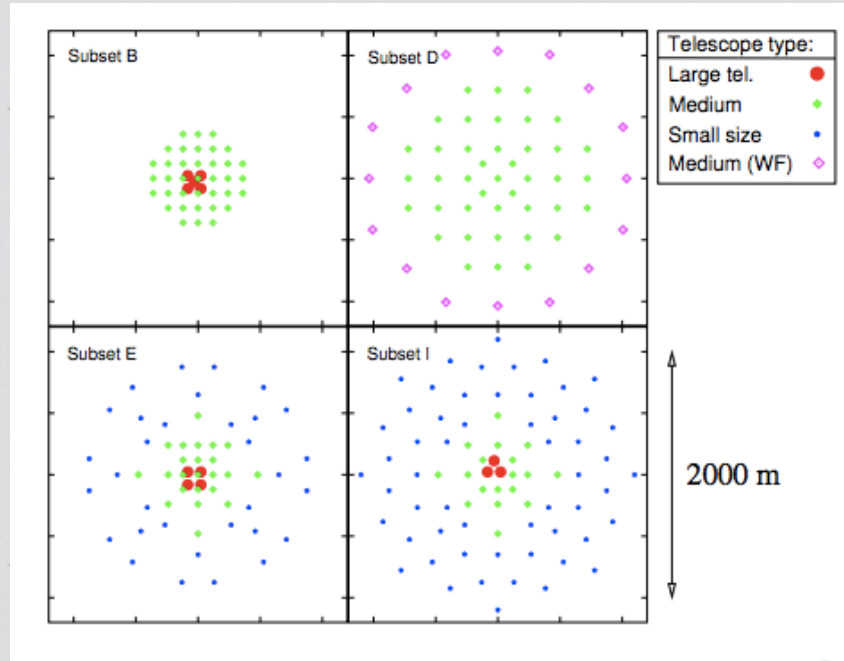 Subset B
Subset D
Telescope type:
Large tel.
Medium
Small size
Medium (WF)
Subset E
Subset I
2000 m